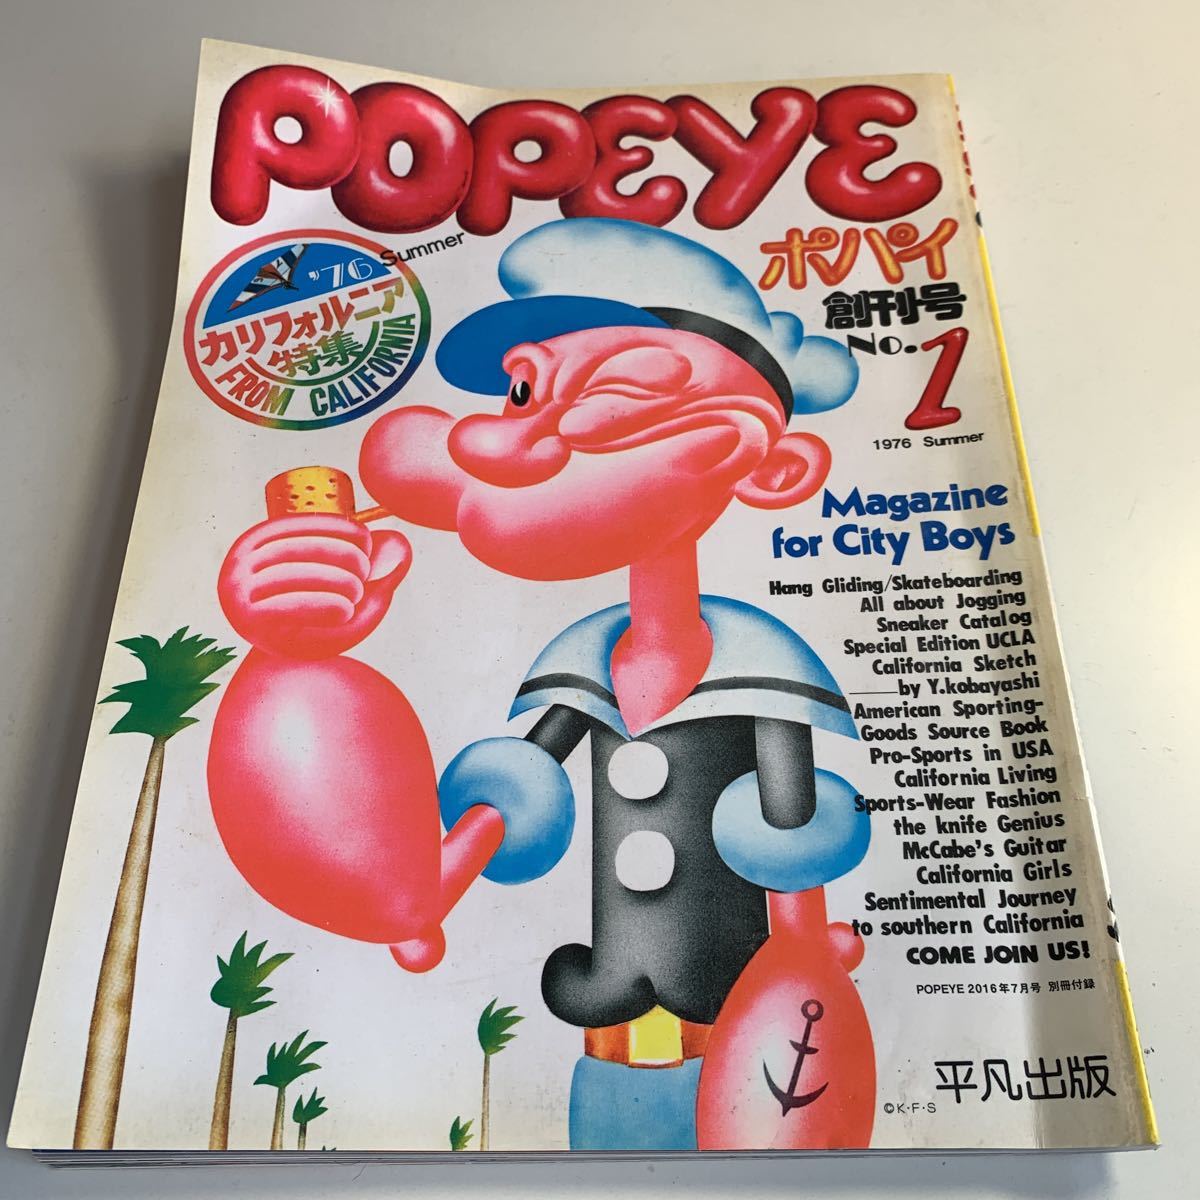 POPEYE
ポパイ
創刊号
No.1
1976 Summer
'76 Summer
カリフォルニア
特集
FROM CALIFORNIA
Magazine
for City Boys
Hang Gliding/Skateboarding
All about Jogging
Sneaker Catalog
Special Edition UCLA
California Sketch
by Y.kobayashi
American Sporting-
Goods Source Book
Pro-Sports in USA
California Living
Sports-Wear Fashion
the knife Genius
McCabe's Guitar
California Girls
Sentimental Journey
to southern California
COME JOIN US!
POPEYE 2016年7月号 別冊付録
©K・F・S
平凡出版